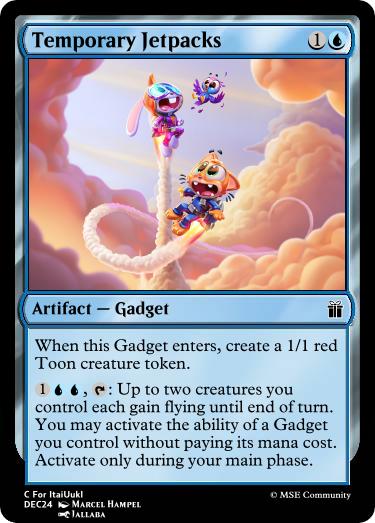 Temporary Jetpacks 1
Artifact — Gadget
When this Gadget enters, create a 1/1 red
Toon creature token.
1 : Up to two creatures you
control each gain flying until end of turn.
You may activate the ability of a Gadget
you control without paying its mana cost.
Activate only during your main phase.
C For ItaiUukI
DEC24 Marcel Hampel
Jallaba
© MSE Community